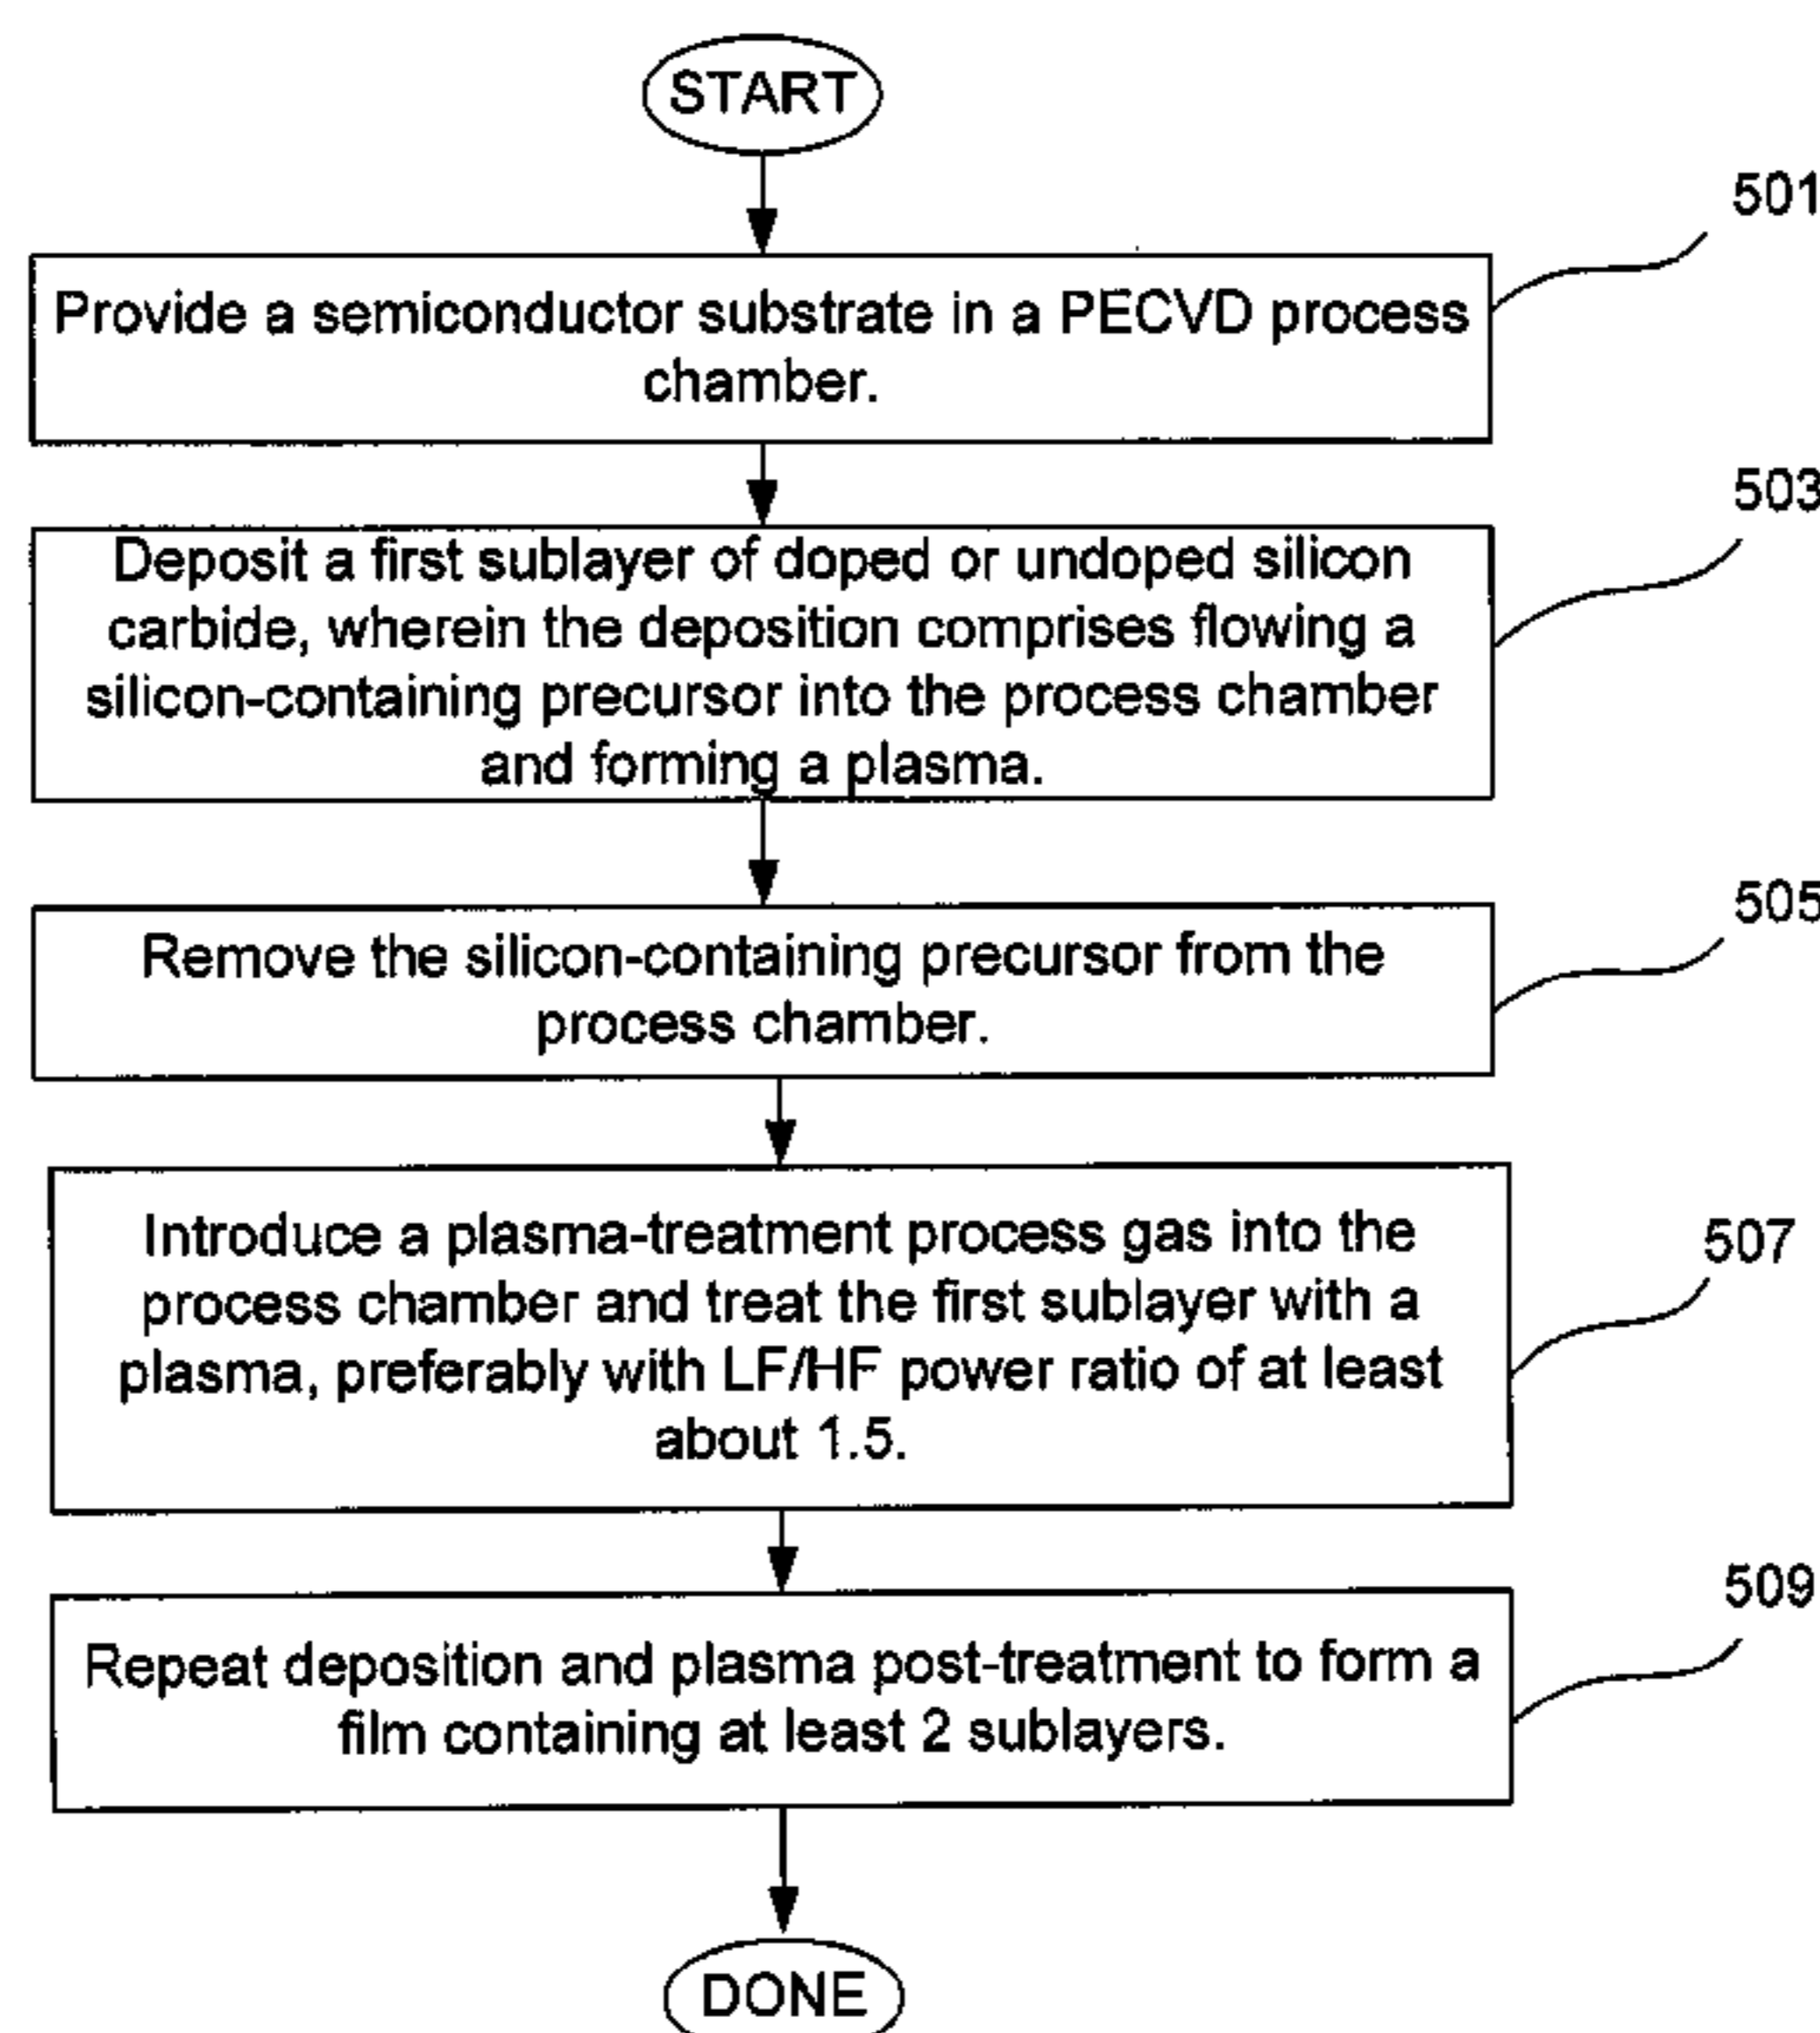 START
501
Provide a semiconductor substrate in a PECVD process
chamber.
503
Deposit a first sublayer of doped or undoped silicon
carbide, wherein the deposition comprises flowing a
silicon-containing precursor into the process chamber
and forming a plasma.
505
Remove the silicon-containing precursor from the
process chamber.
507
Introduce a plasma-treatment process gas into the
process chamber and treat the first sublayer with a
plasma, preferably with LF/HF power ratio of at least
about 1.5.
509
Repeat deposition and plasma post-treatment to form a
film containing at least 2 sublayers.
DONE